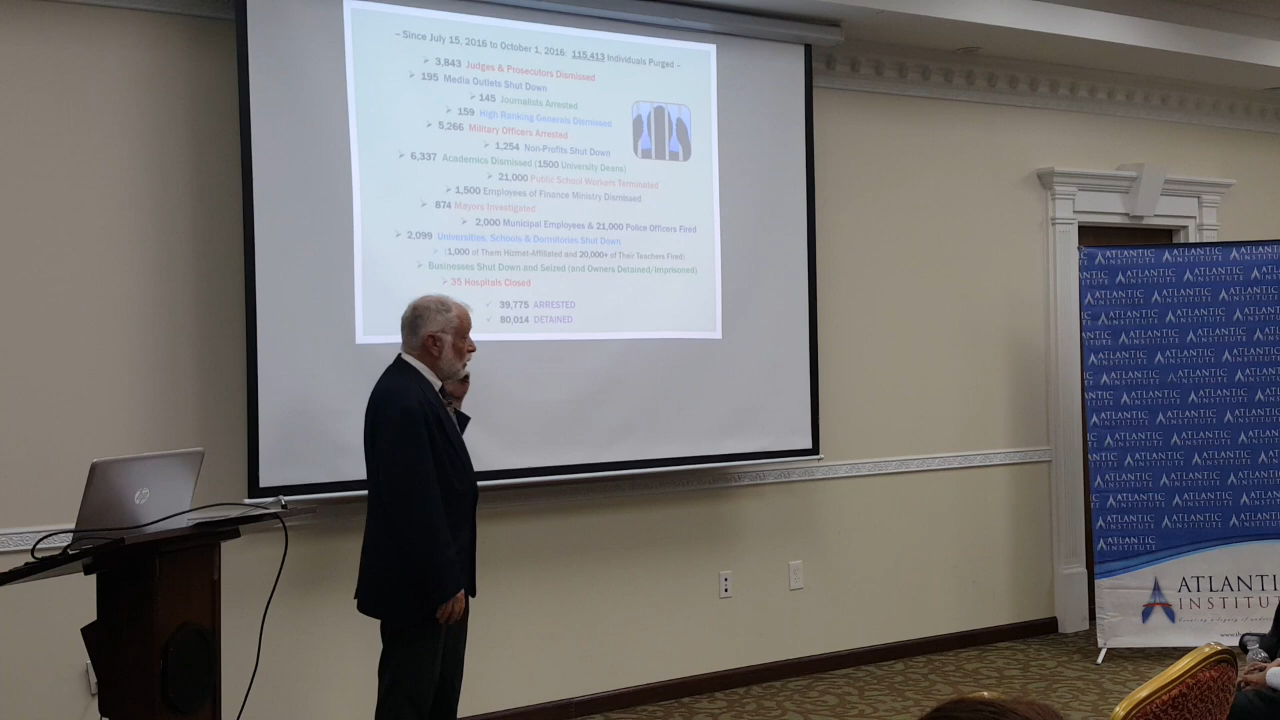 – Since July 15, 2016 to October 1, 2016: 115,413 Individuals Purged –
➢ 3,843 Judges & Prosecutors Dismissed
➢ 195 Media Outlets Shut Down
➢ 145 Journalists Arrested
➢ 159 High Ranking Generals Dismissed
➢ 5,266 Military Officers Arrested
➢ 1,254 Non-Profits Shut Down
➢ 6,337 Academics Dismissed (1500 University Deans)
➢ 21,000 Public School Workers Terminated
➢ 1,500 Employees of Finance Ministry Dismissed
➢ 874 Mayors Investigated
➢ 2,000 Municipal Employees & 21,000 Police Officers Fired
➢ 2,099 Universities, Schools & Dormitories Shut Down
➢ (1,000 of Them Hizmet-Affiliated and 20,000+ of Their Teachers Fired)
➢ Businesses Shut Down and Seized (and Owners Detained/Imprisoned)
➢ 35 Hospitals Closed
✓ 39,775 ARRESTED
✓ 80,014 DETAINED
hp
ATLANTIC
INSTITUTE
ATLANTI
INSTITUT